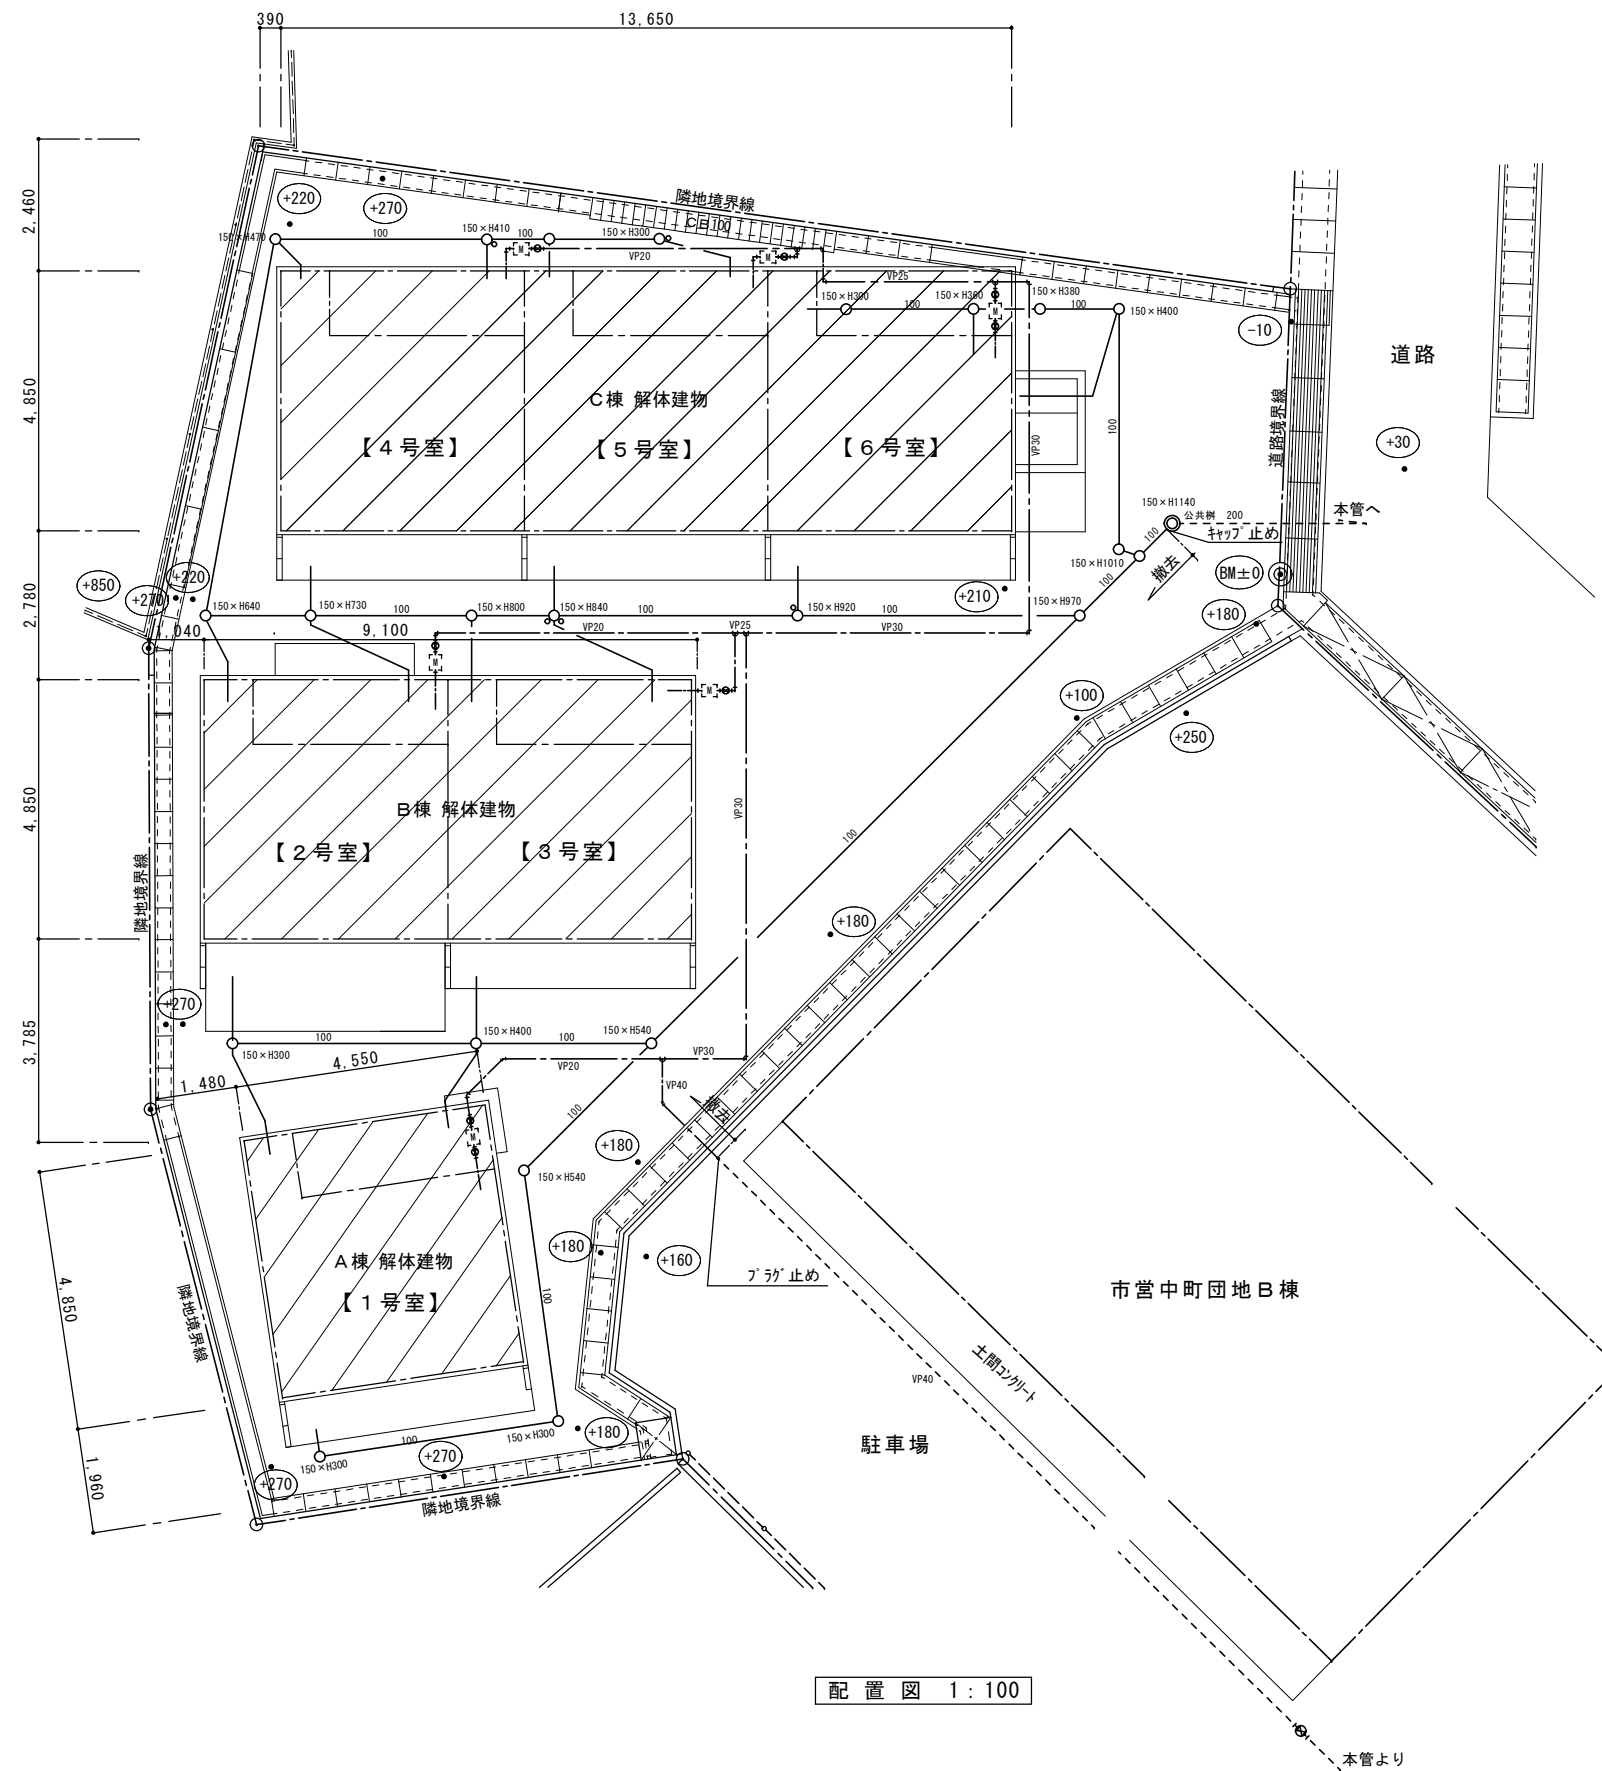 390
13,650
2,460
4,850
2,780
4,850
3,785
4,850
1,960
+220
+270
隣地境界線
CB100
150×H470
100
150×H410
100
150×H300
VP20
M
M
VP25
150×H300
100
150×H360
150×H380
100
150×H400
M
-10
道路
C棟 解体建物
【4号室】
【5号室】
【6号室】
VP30
100
道路境界線
+30
150×H1140
公共桝 200
本管へ
キャップ止め
100
撤去
150×H1010
BM±0
100
+850
+270
+220
+210
+180
150×H640
150×H730
100
150×H800
150×H840
100
150×H920
100
150×H970
1,040
9,100
VP20
VP25
VP30
M
M
+100
+250
B棟 解体建物
【2号室】
【3号室】
VP30
100
隣地境界線
+180
+270
100
150×H400
100
150×H540
150×H300
4,550
1,480
VP20
VP30
VP40
撤去
100
M
+180
150×H540
A棟 解体建物
【1号室】
+180
+160
プラグ止め
100
隣地境界線
市営中町団地B棟
土間コンクリート
VP40
駐車場
100
150×H300
150×H300
+180
+270
+270
隣地境界線
配置図 1:100
本管より